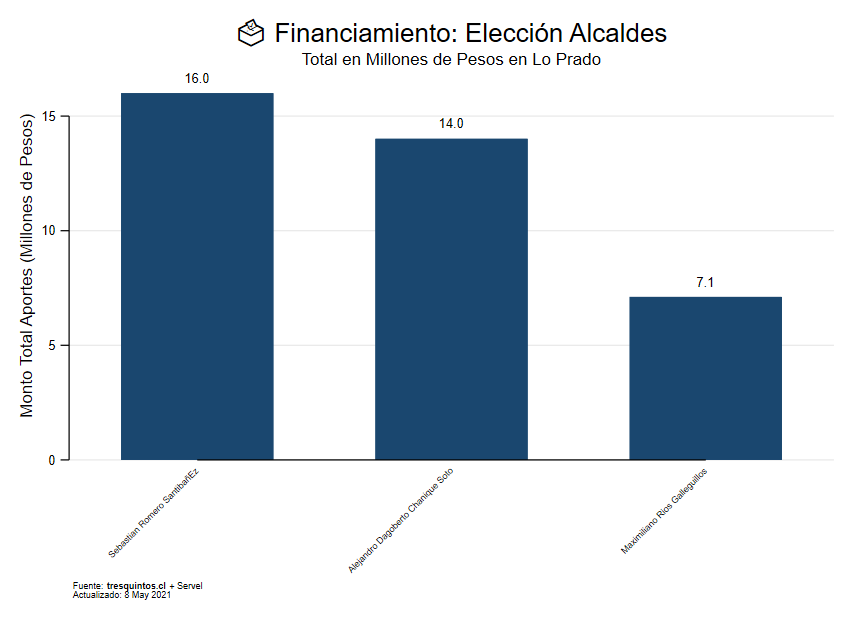 Financiamiento: Elección Alcaldes
Total en Millones de Pesos en Lo Prado
Monto Total Aportes (Millones de Pesos)
15
10
5
0
16.0
14.0
7.1
Sebastian Romero SantibañEz
Alejandro Dagoberto Chanique Soto
Maximiliano Rios Galleguillos
Fuente: tresquintos.cl + Servel
Actualizado: 8 May 2021